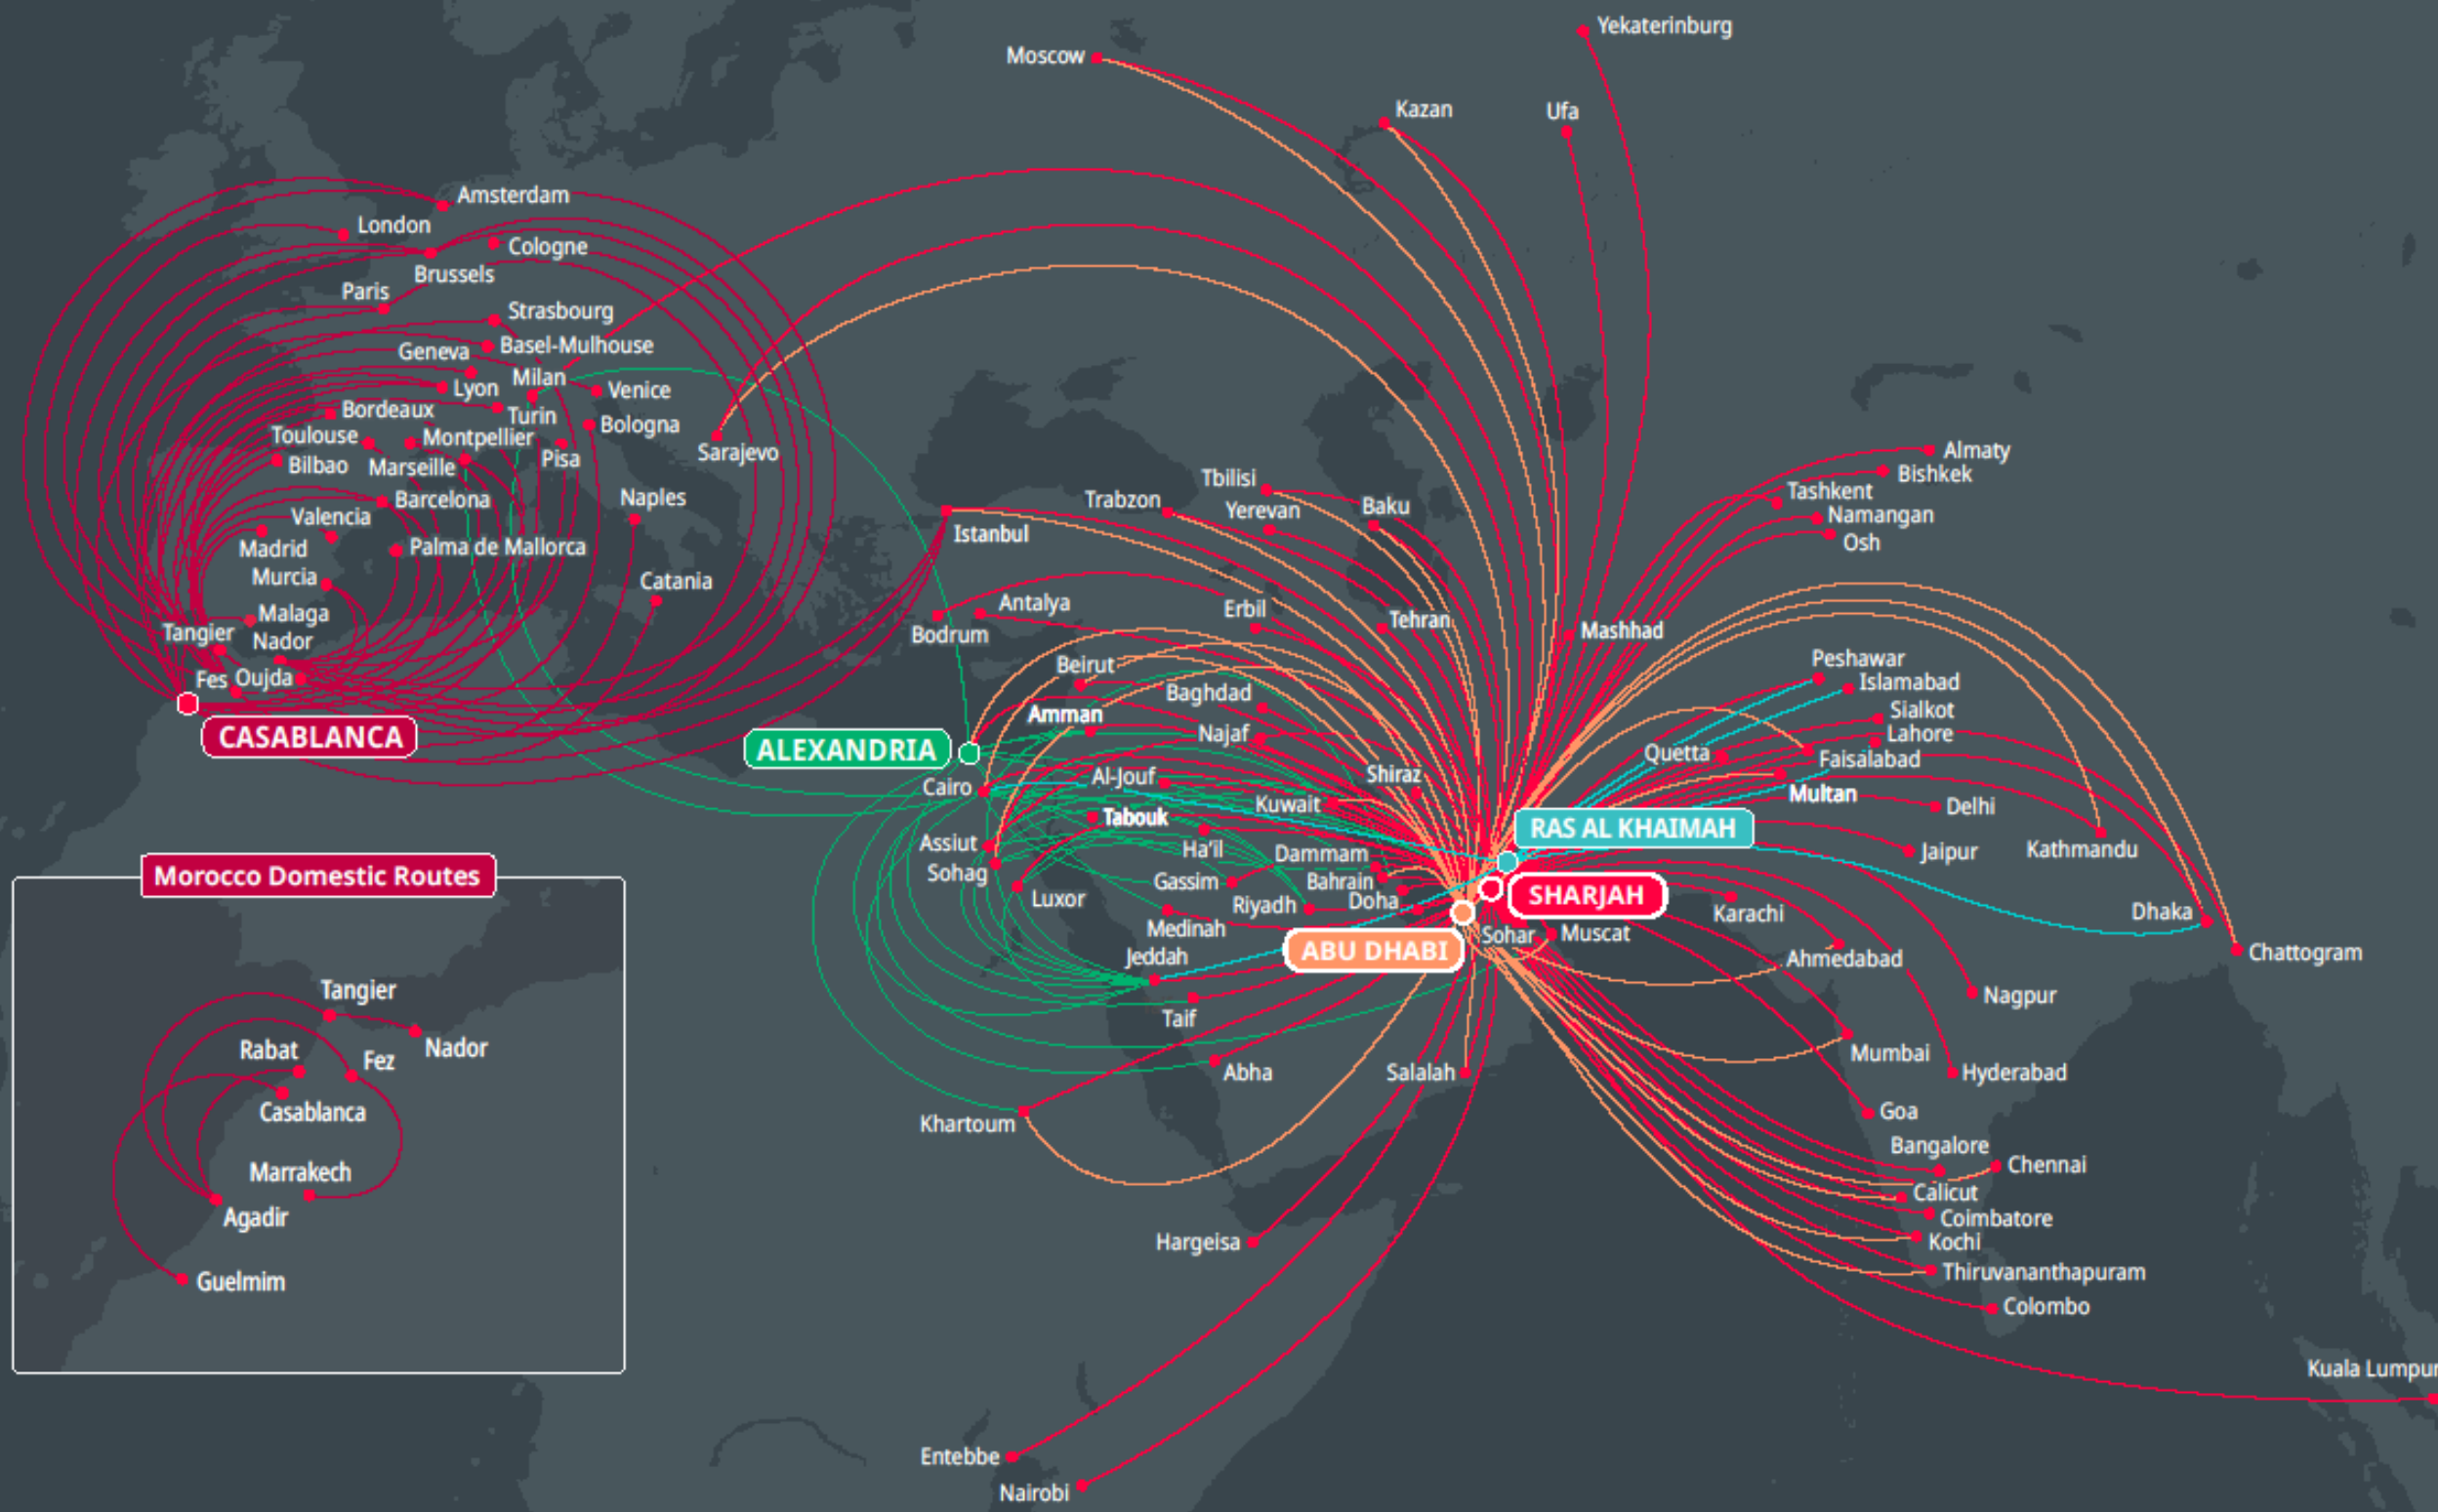 Yekaterinburg
Moscow
Kazan
Ufa
Amsterdam
London
Cologne
Brussels
Paris
Strasbourg
Basel-Mulhouse
Geneva
Milan
Lyon
Venice
Bordeaux
Turin
Bologna
Toulouse
Montpellier
Bilbao
Marseille
Pisa
Sarajevo
Almaty
Bishkek
Tbilisi
Tashkent
Barcelona
Naples
Trabzon
Yerevan
Baku
Namangan
Valencia
Istanbul
Osh
Madrid
Palma de Mallorca
Murcia
Catania
Malaga
Antalya
Erbil
Tehran
Tangier
Nador
Bodrum
Mashhad
Fes
Oujda
Beirut
Peshawar
Islamabad
Baghdad
Amman
Sialkot
CASABLANCA
ALEXANDRIA
Najaf
Lahore
Quetta
Faisalabad
Cairo
Al-Jouf
Shiraz
Kuwait
Multan
Delhi
Tabouk
RAS AL KHAIMAH
Assiut
Ha'il
Dammam
Jaipur
Kathmandu
Sohag
Gassim
Bahrain
Morocco Domestic Routes
Luxor
Riyadh
Doha
SHARJAH
Karachi
Dhaka
Medinah
Sohar
Muscat
Jeddah
ABU DHABI
Ahmedabad
Chattogram
Tangier
Nagpur
Taif
Rabat
Fez
Nador
Mumbai
Abha
Salalah
Hyderabad
Casablanca
Khartoum
Goa
Bangalore
Chennai
Marrakech
Calicut
Agadir
Coimbatore
Hargeisa
Kochi
Guelmim
Thiruvananthapuram
Colombo
Kuala Lumpur
Entebbe
Nairobi